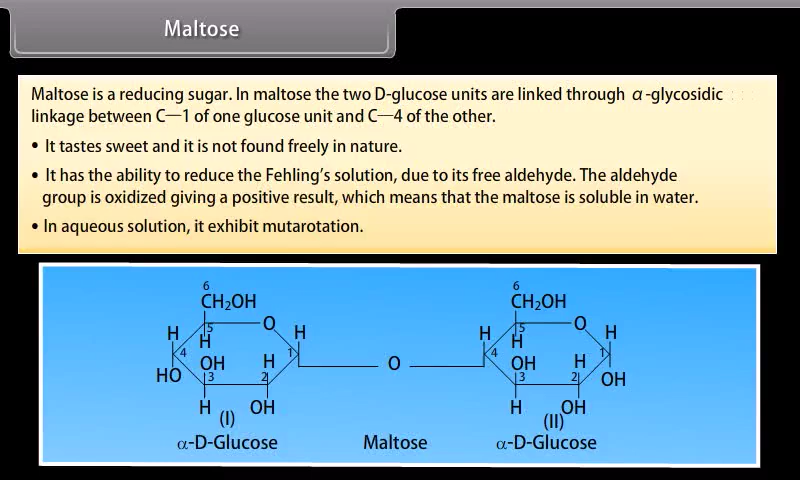 Maltose
Maltose is a reducing sugar. In maltose the two D-glucose units are linked through α-glycosidic
linkage between C—1 of one glucose unit and C—4 of the other.
• It tastes sweet and it is not found freely in nature.
• It has the ability to reduce the Fehling's solution, due to its free aldehyde. The aldehyde
group is oxidized giving a positive result, which means that the maltose is soluble in water.
• In aqueous solution, it exhibit mutarotation.
6 6
CH₂OH CH₂OH
H 5 O H H 5 O H
H H
4 OH H 1 O 4 OH H 1
HO 3 2 3 2 OH
H OH H OH
(I) (II)
α-D-Glucose Maltose α-D-Glucose